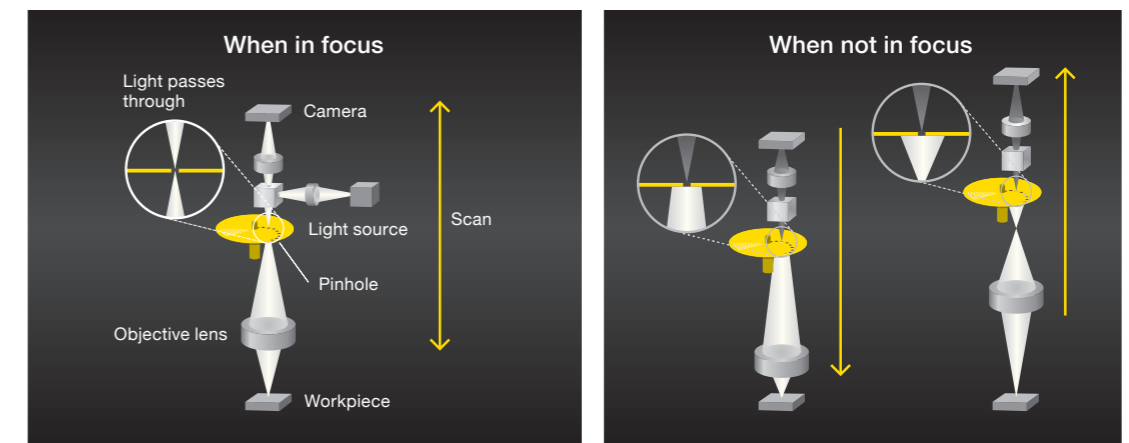 When in focus
Light passes
through
Camera
Scan
Light source
Pinhole
Objective lens
Workpiece
When not in focus